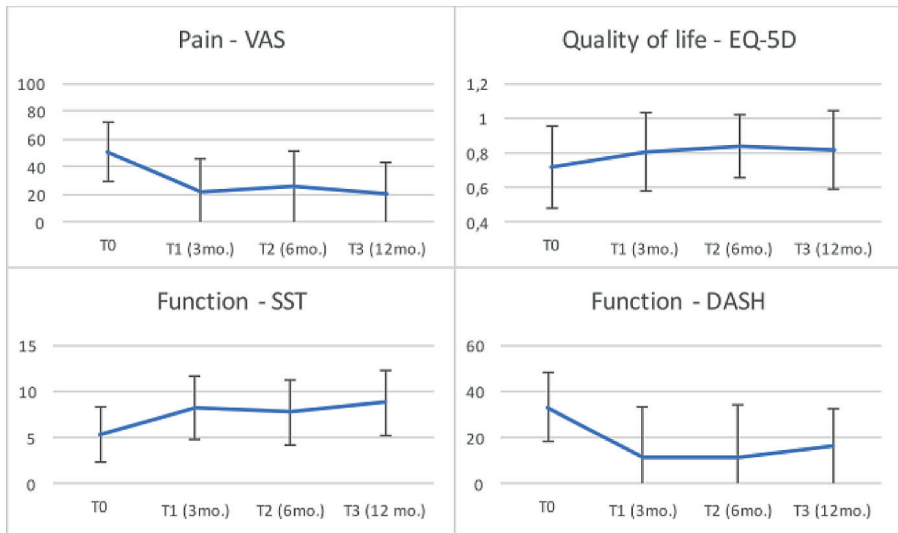 Pain - VAS
100
80
60
40
20
0
T0 T1 (3mo.) T2 (6mo.) T3 (12mo.)
Quality of life - EQ-5D
1,2
1
0,8
0,6
0,4
T0 T1 (3mo.) T2 (6mo.) T3 (12mo.)
Function - SST
15
10
5
0
T0 T1 (3mo.) T2 (6mo.) T3 (12 mo.)
Function - DASH
60
40
20
0
T0 T1 (3mo.) T2 (6mo.) T3 (12mo.)